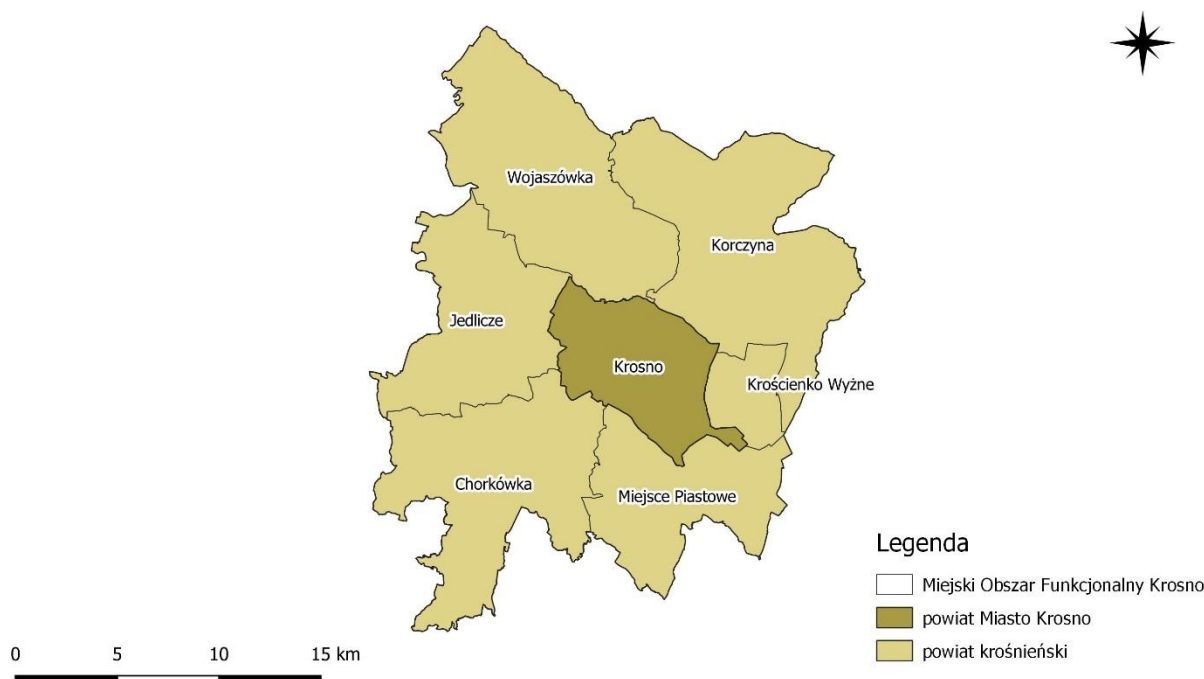 Wojaszówka
Korczyna
Jedlicze
Krosno
Krościenko Wyżne
Chorkówka
Miejsce Piastowe
Legenda
Miejski Obszar Funkcjonalny Krosno
powiat Miasto Krosno
powiat krośnieński
0 5 10 15 km